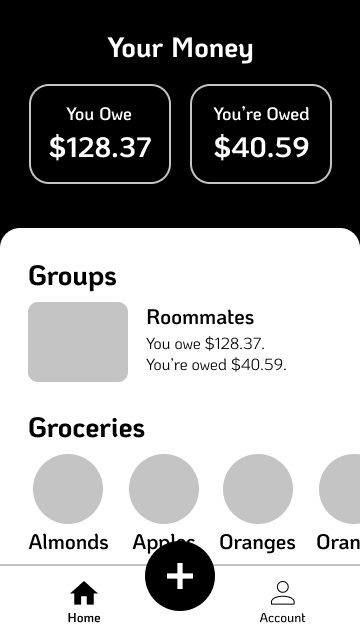 Your Money
You Owe
$128.37
You're Owed
$40.59
Groups
Roommates
You owe $128.37.
You're owed $40.59.
Groceries
Almonds Apples Oranges Oran
+
Home
Account